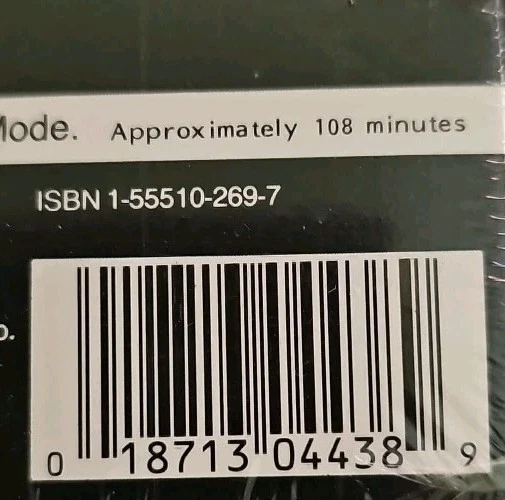 Mode. Approximately 108 minutes
ISBN 1-55510-269-7
0 18713 04438 9